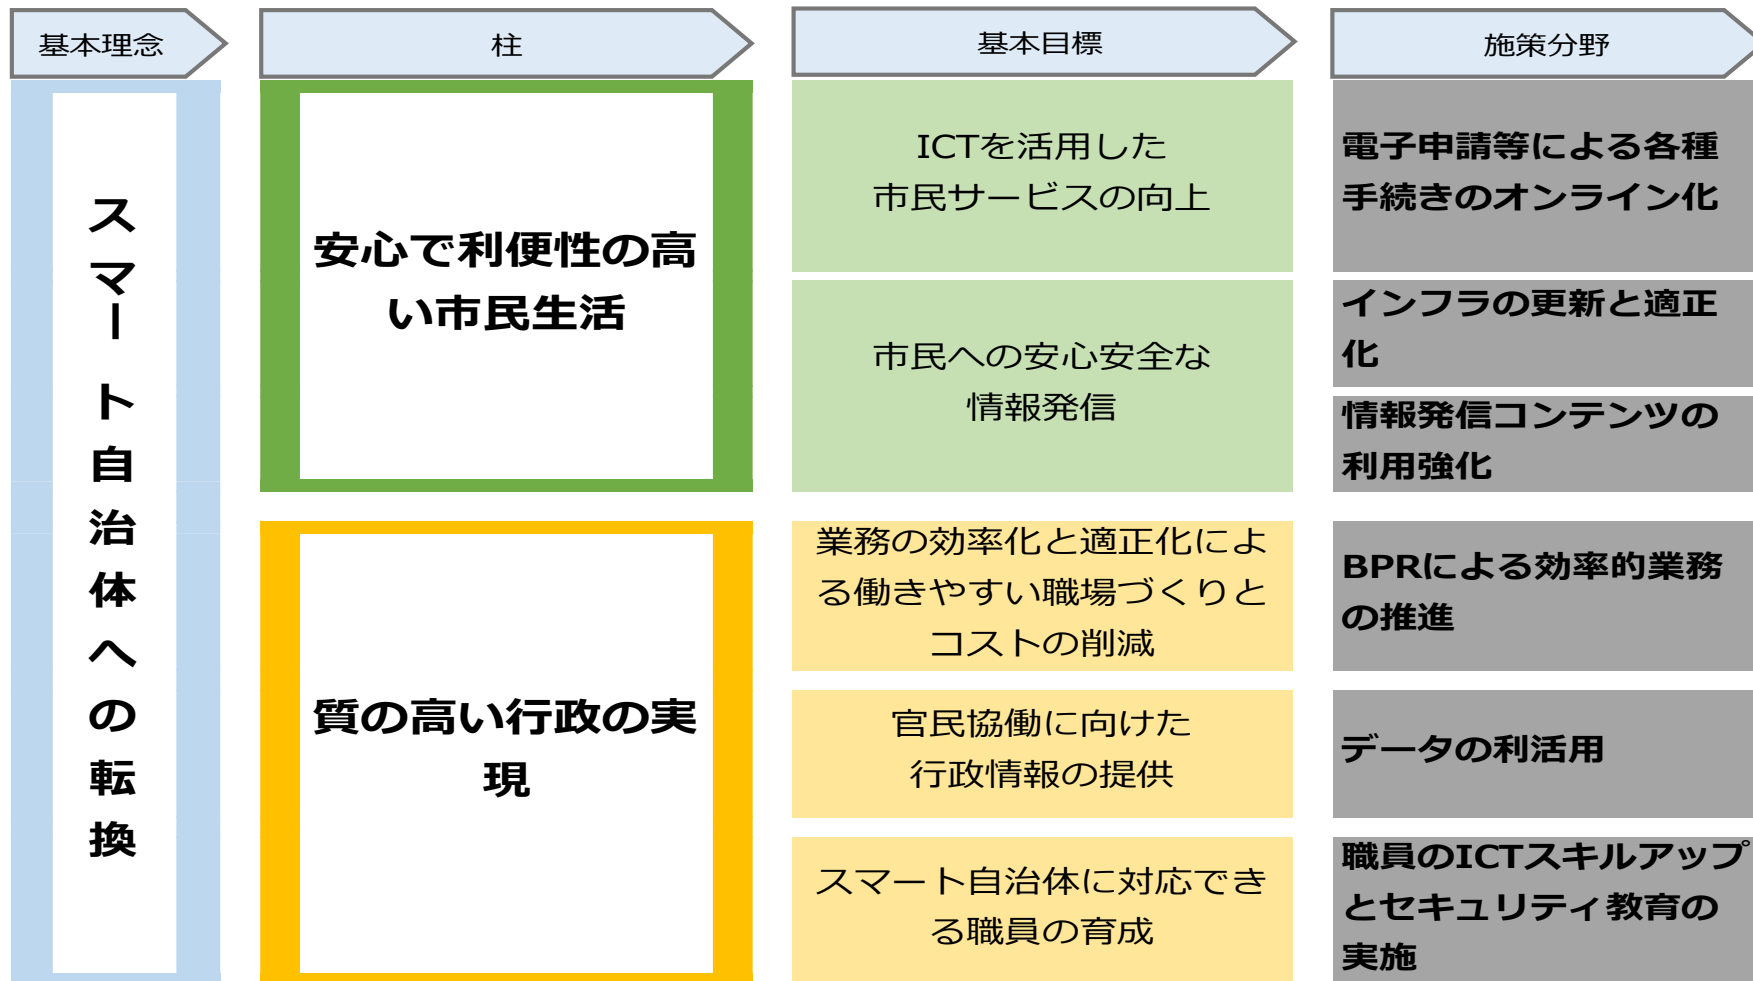 基本理念
柱
基本目標
施策分野
スマート自治体への転換
安心で利便性の高
い市民生活
ICTを活用した
市民サービスの向上
電子申請等による各種
手続きのオンライン化
市民への安心安全な
情報発信
インフラの更新と適正
化
情報発信コンテンツの
利用強化
質の高い行政の実
現
業務の効率化と適正化によ
る働きやすい職場づくりと
コストの削減
BPRによる効率的業務
の推進
官民協働に向けた
行政情報の提供
データの利活用
スマート自治体に対応でき
る職員の育成
職員のICTスキルアップ
とセキュリティ教育の
実施